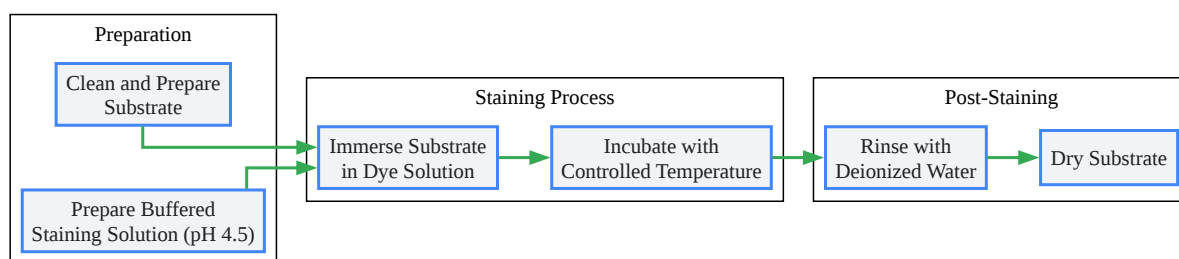 Preparation
Clean and Prepare
Substrate
Prepare Buffered
Staining Solution (pH 4.5)
Staining Process
Immerse Substrate
in Dye Solution
Incubate with
Controlled Temperature
Post-Staining
Rinse with
Deionized Water
Dry Substrate